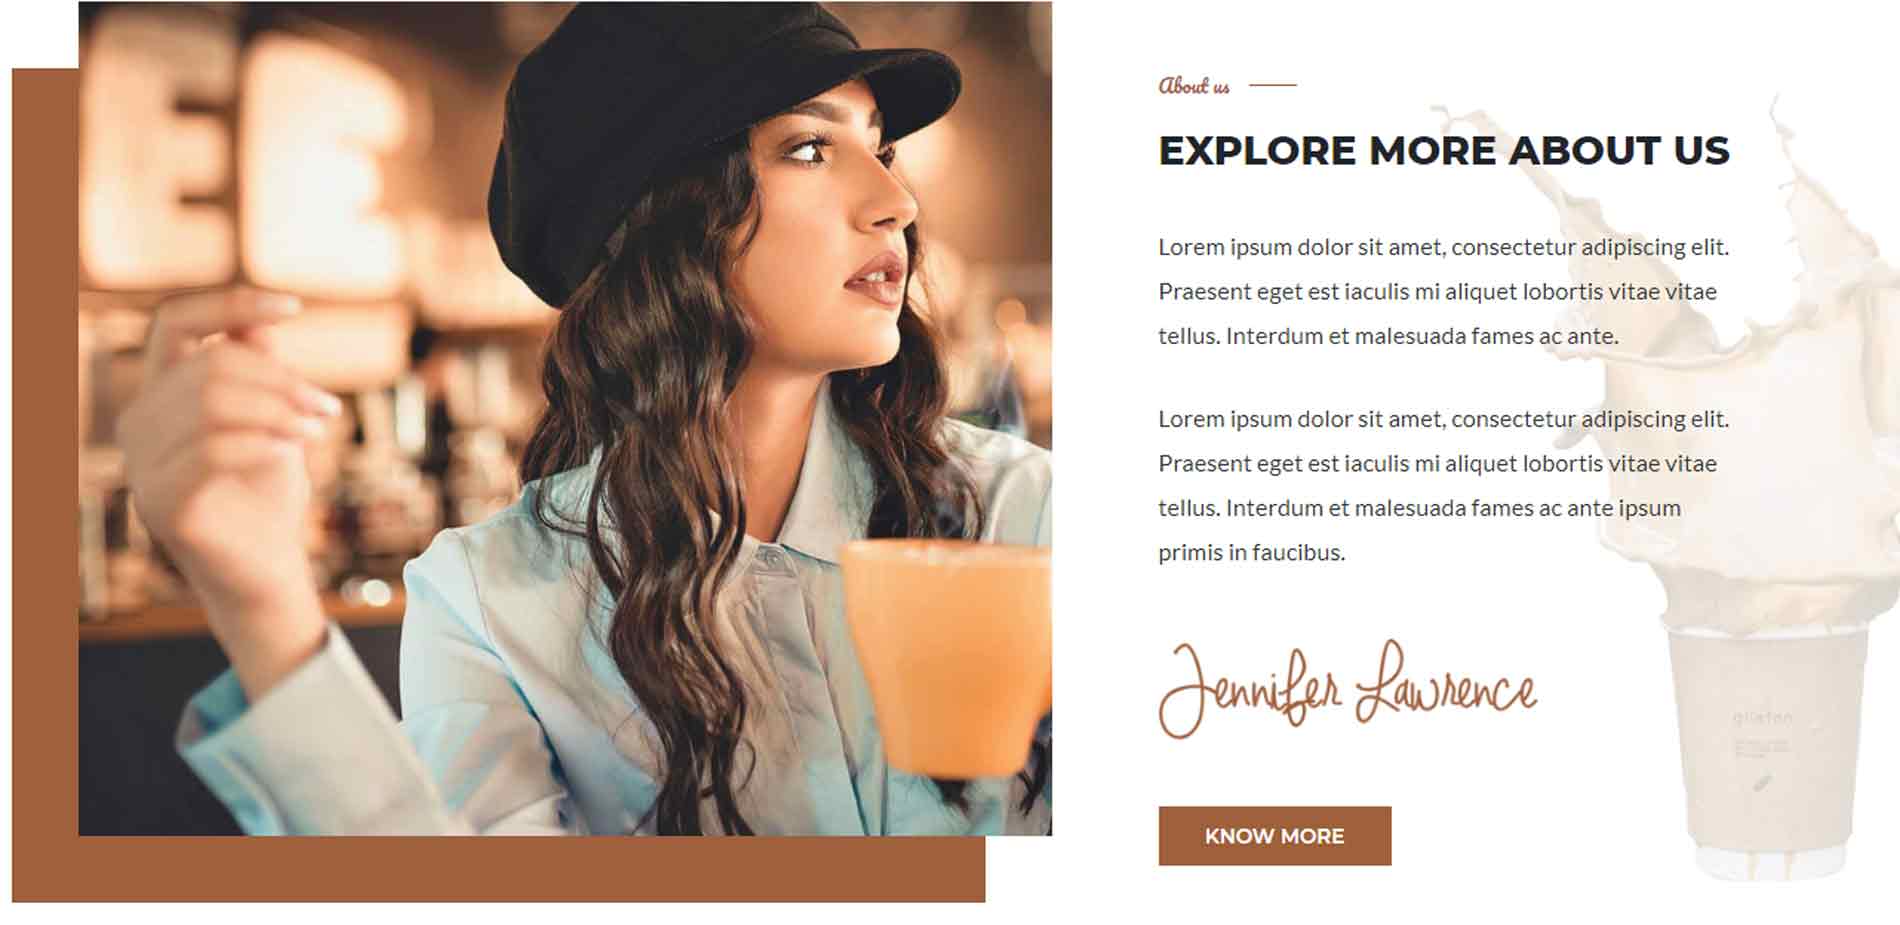 EE
About us
EXPLORE MORE ABOUT US
Lorem ipsum dolor sit amet, consectetur adipiscing elit.
Praesent eget est iaculis mi aliquet lobortis vitae vitae
tellus. Interdum et malesuada fames ac ante.
Lorem ipsum dolor sit amet, consectetur adipiscing elit.
Praesent eget est iaculis mi aliquet lobortis vitae vitae
tellus. Interdum et malesuada fames ac ante ipsum
primis in faucibus.
Jennifer Lawrence
KNOW MORE